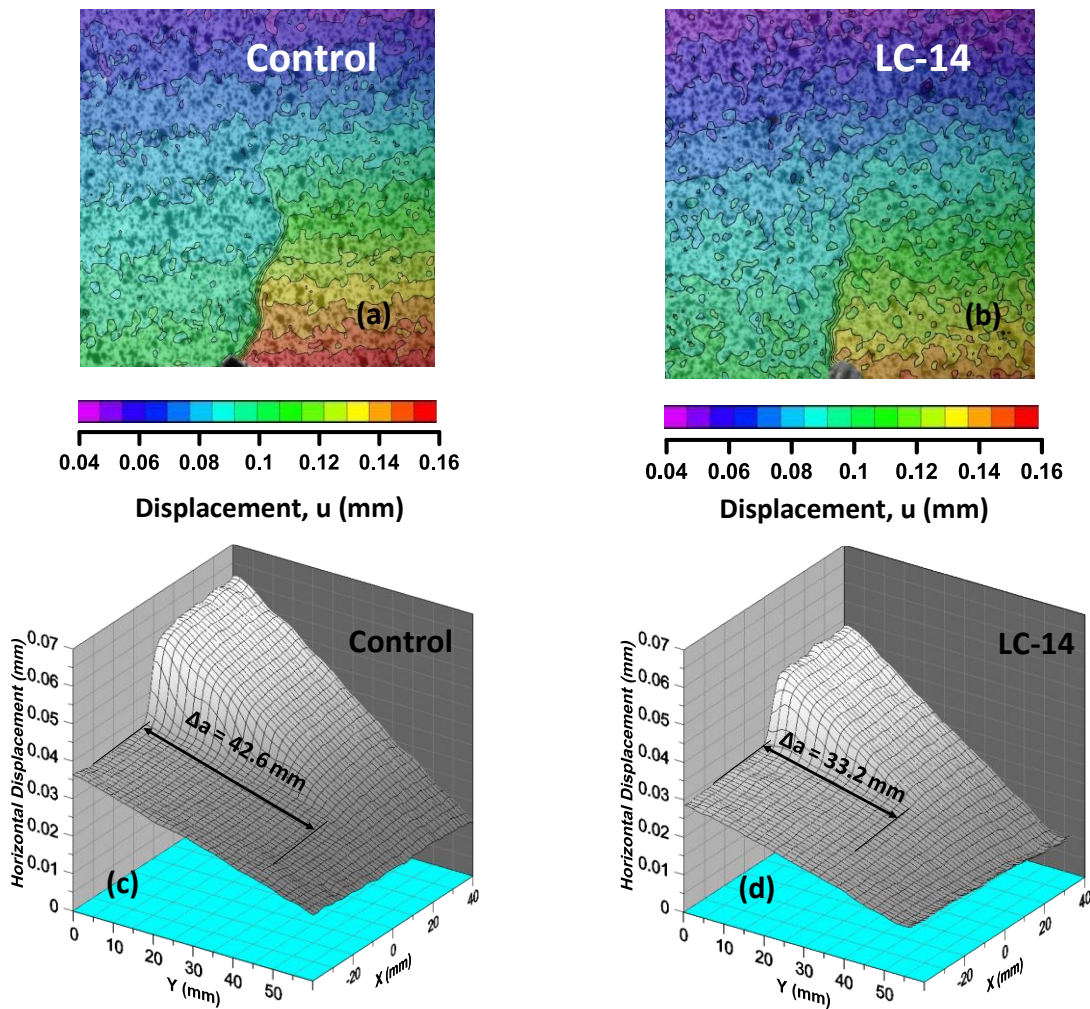 Control
(a)
LC-14
(b)
0.04 0.06 0.08 0.1 0.12 0.14 0.16
Displacement, u (mm)
0.04 0.06 0.08 0.1 0.12 0.14 0.16
Displacement, u (mm)
Control
Horizontal Displacement (mm)
0.07
0.06
0.05
0.04
0.03
0.02
0.01
0
Δa = 42.6 mm
(c)
0 10 20 30 40 50
Y (mm)
-20 0 20 40
X (mm)
LC-14
Horizontal Displacement (mm)
0.07
0.06
0.05
0.04
0.03
0.02
0.01
0
Δa = 33.2 mm
(d)
0 10 20 30 40 50
Y (mm)
-20 0 20 40
X (mm)